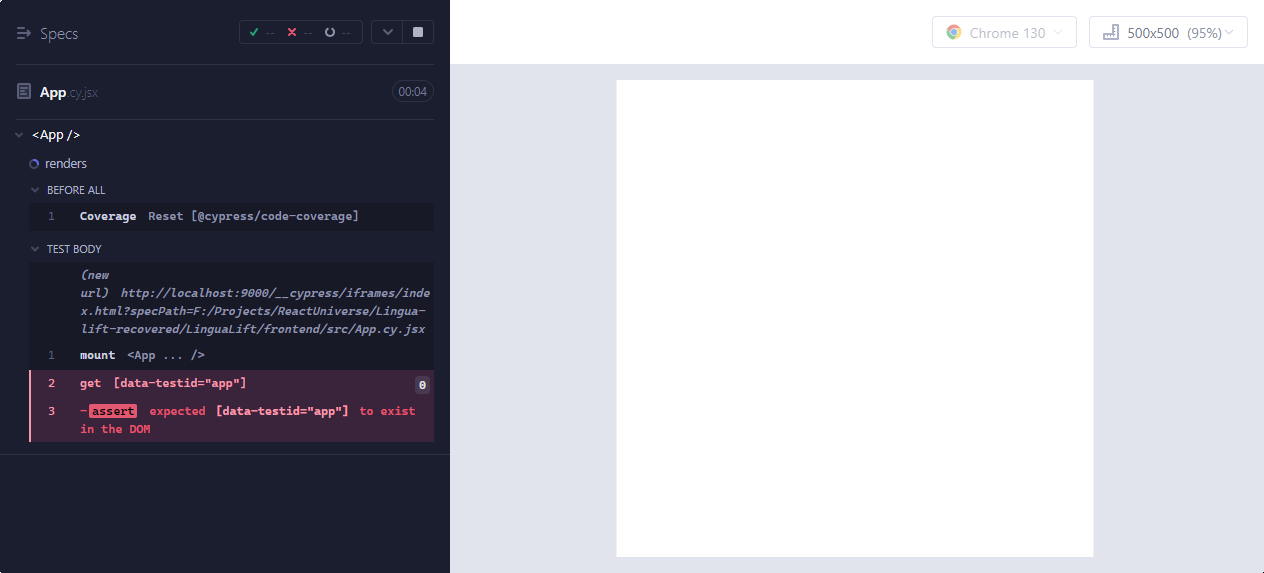 Specs
-- -- --
Chrome 130
500x500 (95%)
App.cy.jsx
00:04
<App />
renders
BEFORE ALL
1 Coverage Reset [@cypress/code-coverage]
TEST BODY
(new
url) http://localhost:9000/__cypress/iframes/inde
x.html?specPath=F:/Projects/ReactUniverse/Lingua-
lift-recovered/LinguaLift/frontend/src/App.cy.jsx
1 mount <App ... />
2 get [data-testid="app"] 0
3 -assert expected [data-testid="app"] to exist
in the DOM